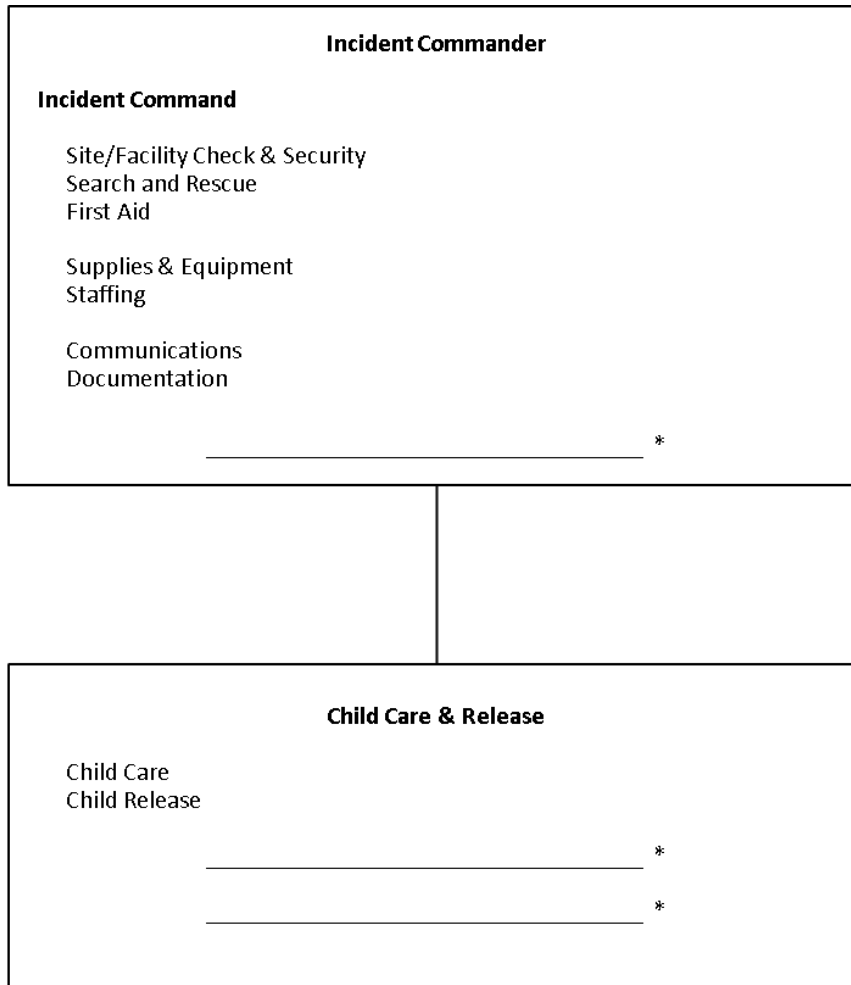 Incident Commander
Incident Command
Site/Facility Check & Security
Search and Rescue
First Aid
Supplies & Equipment
Staffing
Communications
Documentation
*
Child Care & Release
Child Care
Child Release
*
*